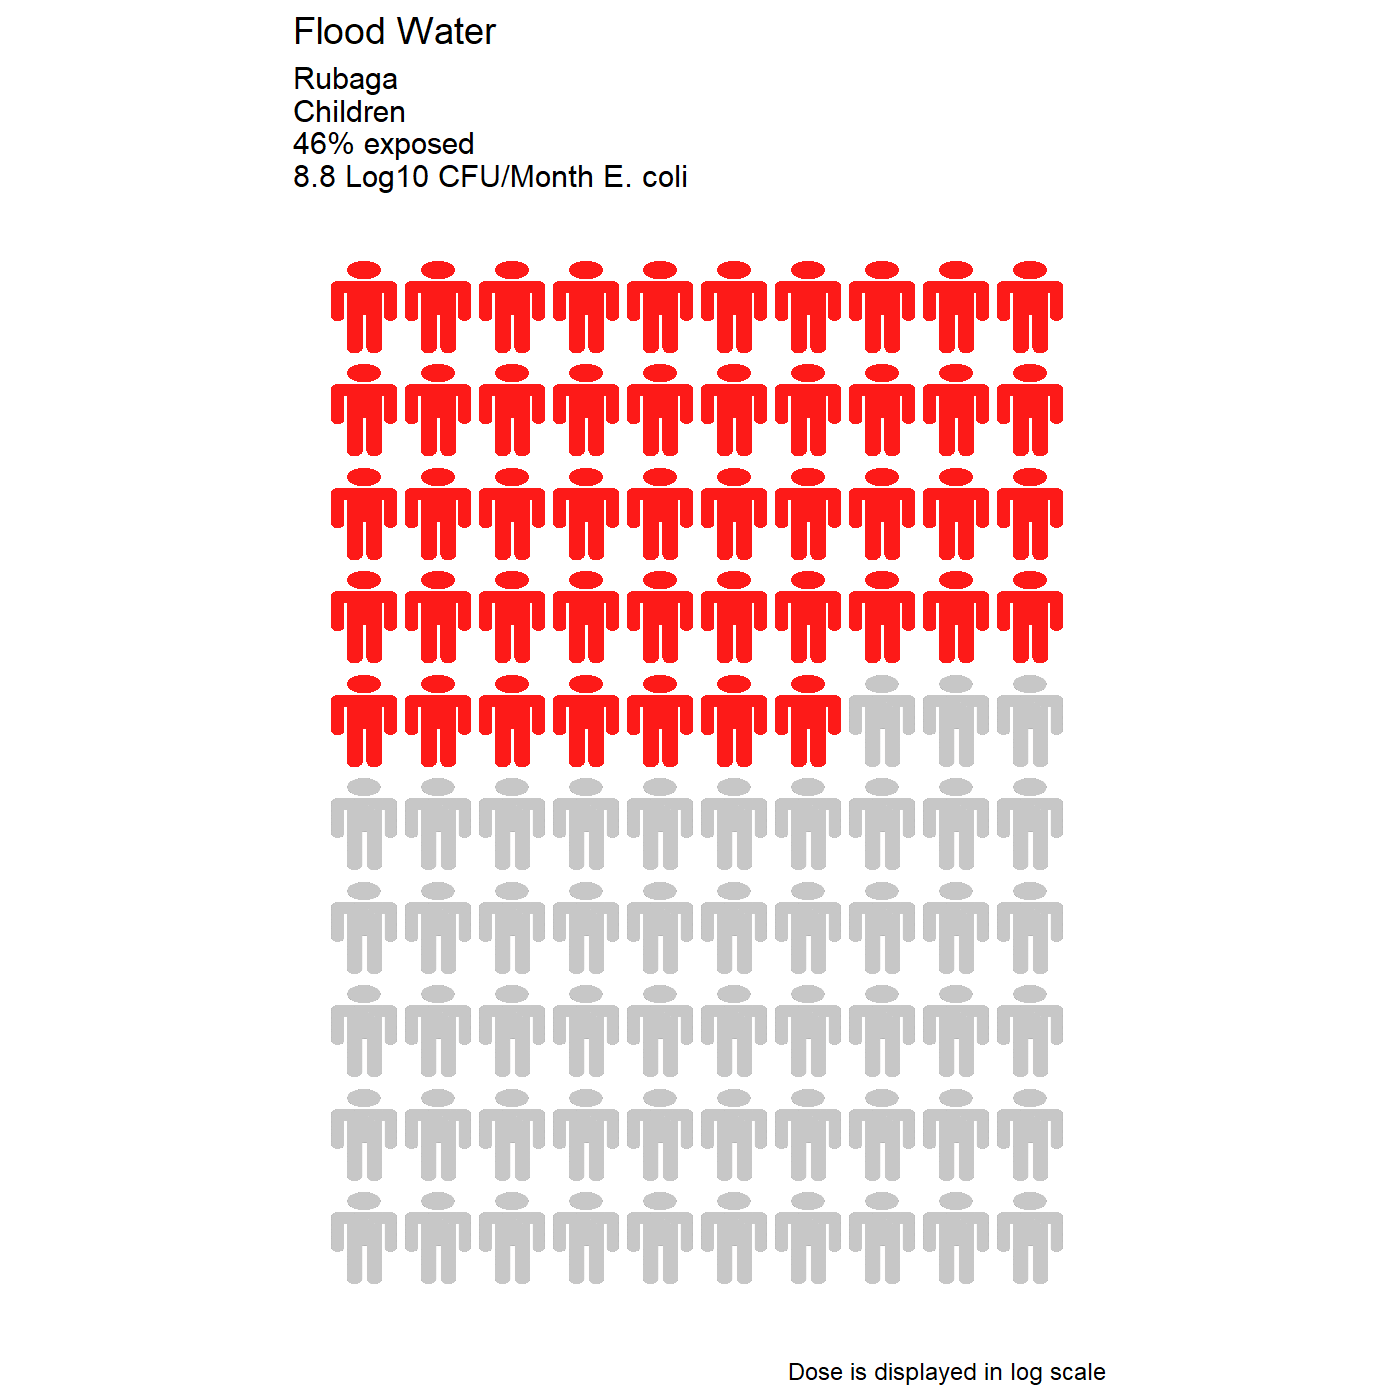 Flood Water
Rubaga
Children
46% exposed
8.8 Log10 CFU/Month E. coli
Dose is displayed in log scale